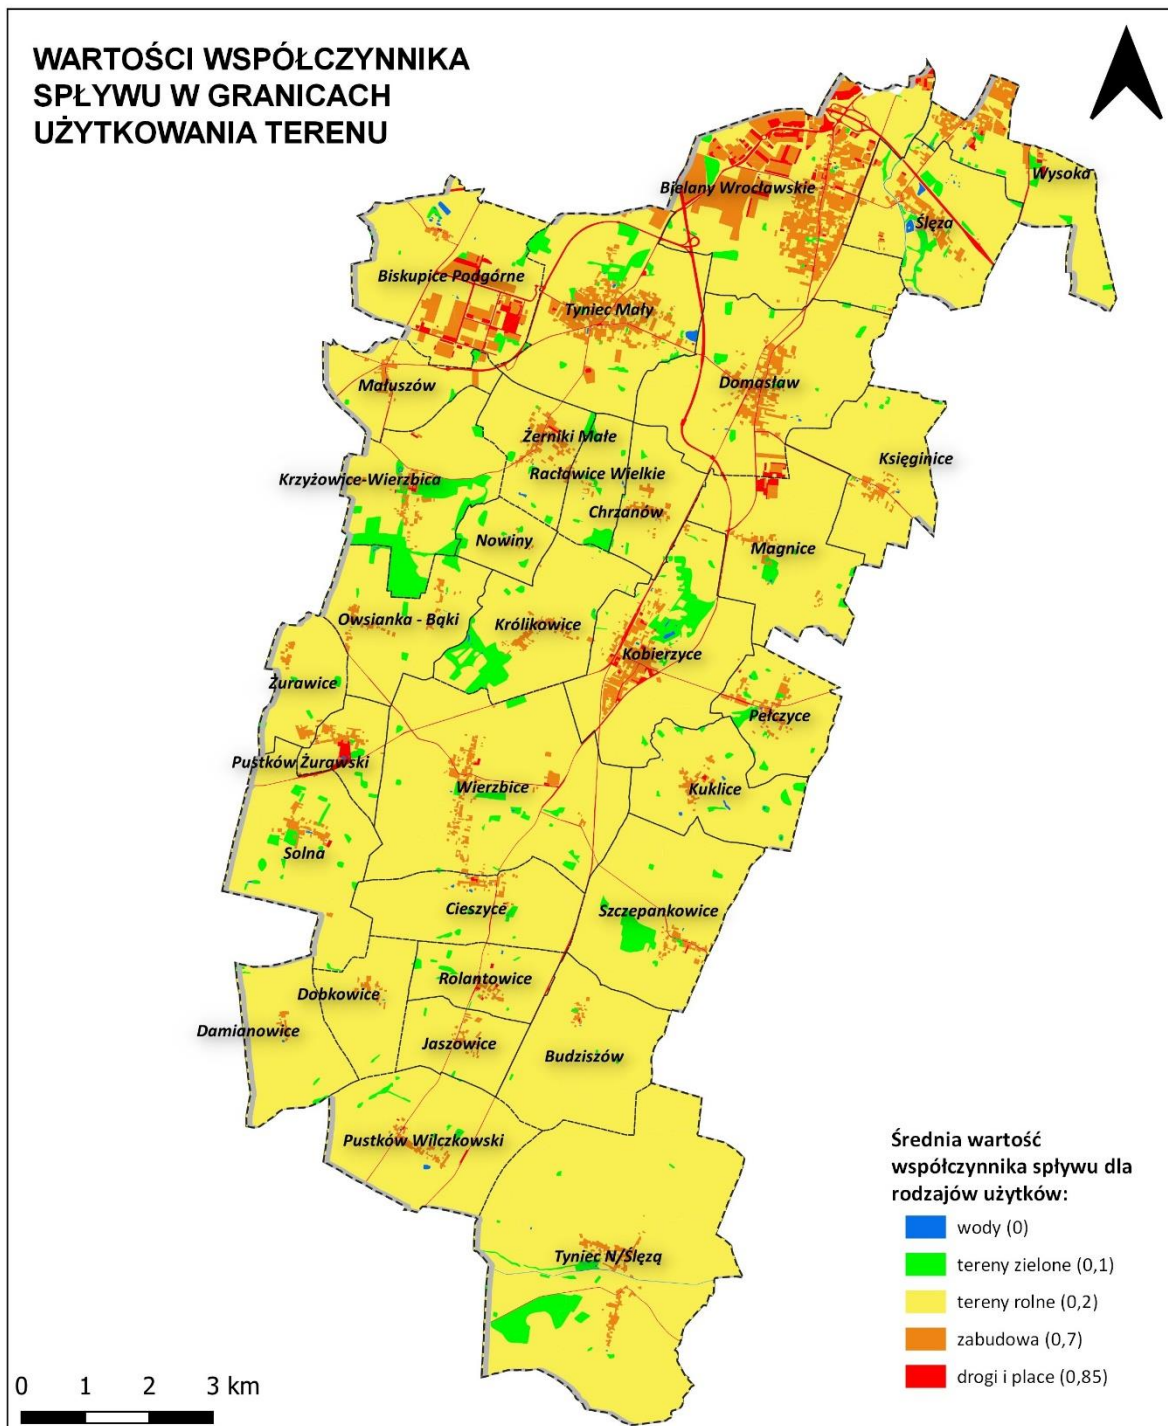 WARTOŚCI WSPÓŁCZYNNIKA
SPŁYWU W GRANICACH
UŻYTKOWANIA TERENU
Wysoka
Bielany Wrocławskie
Ślęza
Biskupice Podgórne
Tyniec Mały
Małuszów
Domasław
Żerniki Małe
Księginice
Racławice Wielkie
Krzyżowice-Wierzbica
Chrzanów
Nowiny
Magnice
Owsianka - Bąki
Królikowice
Kobierzyce
Żurawice
Pełczyce
Pustków Żurawski
Wierzbice
Kuklice
Solna
Cieszyce
Szczepankowice
Rolantowice
Dobkowice
Damianowice
Jaszowice
Budziszów
Pustków Wilczkowski
Tyniec N/Ślęzą
Średnia wartość
współczynnika spływu dla
rodzajów użytków:
wody (0)
tereny zielone (0,1)
tereny rolne (0,2)
zabudowa (0,7)
drogi i place (0,85)
0 1 2 3 km